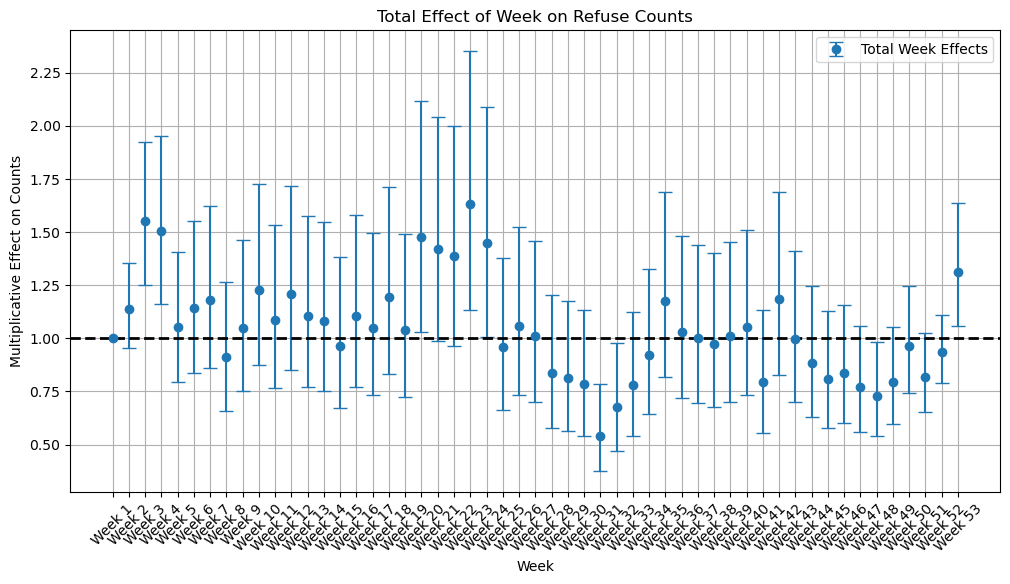 Total Effect of Week on Refuse Counts
Total Week Effects
Multiplicative Effect on Counts
2.25
2.00
1.75
1.50
1.25
1.00
0.75
0.50
Week 1
Week 2
Week 3
Week 4
Week 5
Week 6
Week 7
Week 8
Week 9
Week 10
Week 11
Week 12
Week 13
Week 14
Week 15
Week 16
Week 17
Week 18
Week 19
Week 20
Week 21
Week 22
Week 23
Week 24
Week 25
Week 26
Week 27
Week 28
Week 29
Week 30
Week 31
Week 32
Week 33
Week 34
Week 35
Week 36
Week 37
Week 38
Week 39
Week 40
Week 41
Week 42
Week 43
Week 44
Week 45
Week 46
Week 47
Week 48
Week 49
Week 50
Week 51
Week 52
Week 53
Week